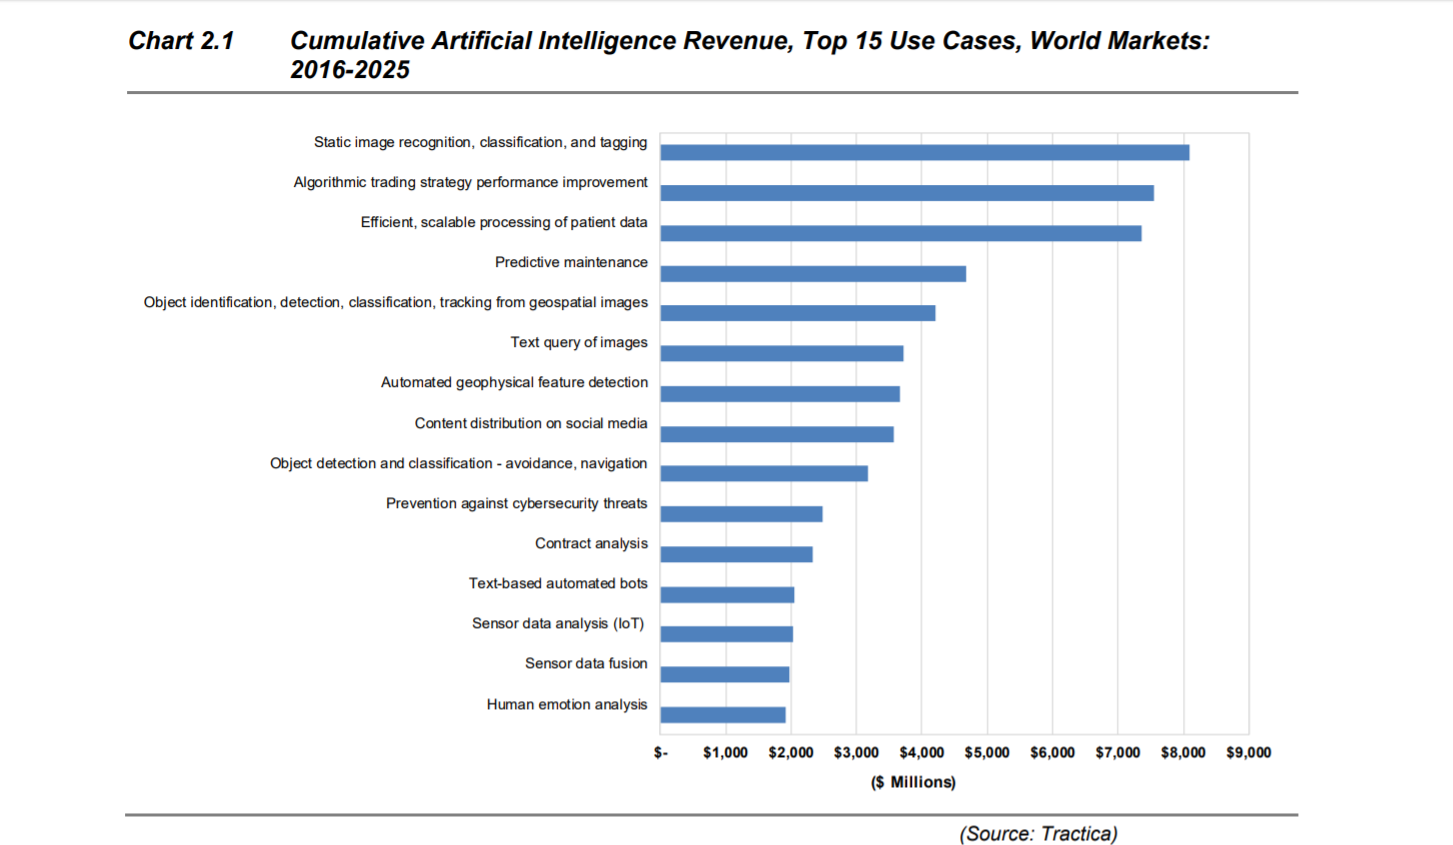 Chart 2.1 Cumulative Artificial Intelligence Revenue, Top 15 Use Cases, World Markets:
2016-2025
Static image recognition, classification, and tagging
Algorithmic trading strategy performance improvement
Efficient, scalable processing of patient data
Predictive maintenance
Object identification, detection, classification, tracking from geospatial images
Text query of images
Automated geophysical feature detection
Content distribution on social media
Object detection and classification - avoidance, navigation
Prevention against cybersecurity threats
Contract analysis
Text-based automated bots
Sensor data analysis (IoT)
Sensor data fusion
Human emotion analysis
$- $1,000 $2,000 $3,000 $4,000 $5,000 $6,000 $7,000 $8,000 $9,000
($ Millions)
(Source: Tractica)